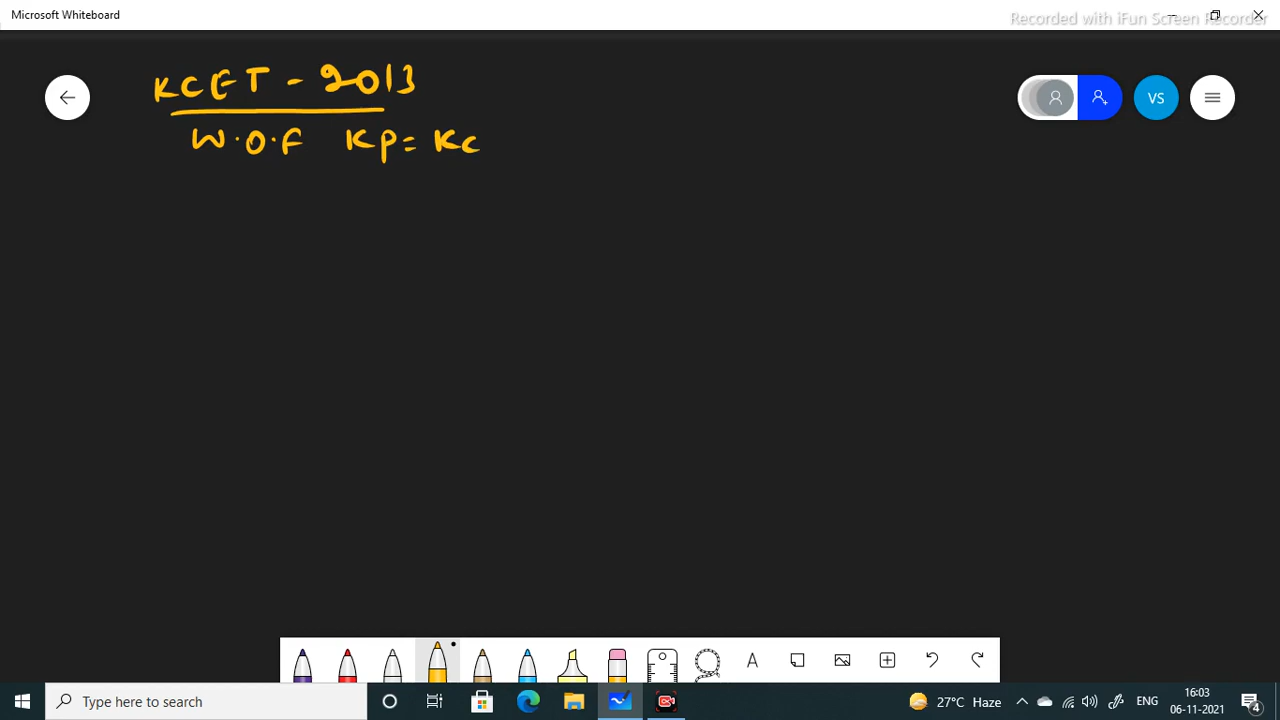 Microsoft Whiteboard
Recorded with iFun Screen Recorder
KCET - 2013
W.O.F Kp = Kc
VS
A
Type here to search
27°C Haze
ENG
16:03
06-11-2021
4